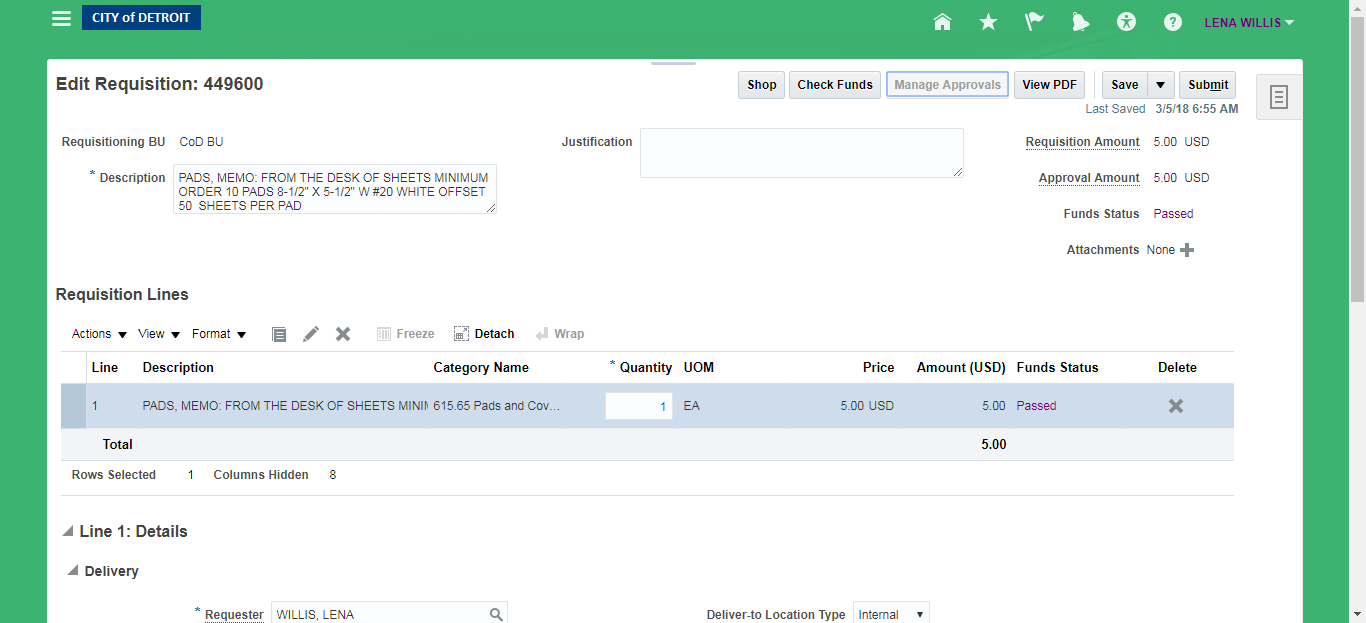 CITY of DETROIT
LENA WILLIS
Edit Requisition: 449600
Shop
Check Funds
Manage Approvals
View PDF
Save
Submit
Last Saved 3/5/18 6:55 AM
Requisitioning BU CoD BU
Justification
Requisition Amount 5.00 USD
* Description
PADS, MEMO: FROM THE DESK OF SHEETS MINIMUM
ORDER 10 PADS 8-1/2" X 5-1/2" W #20 WHITE OFFSET
50 SHEETS PER PAD
Approval Amount 5.00 USD
Funds Status Passed
Attachments None
Requisition Lines
Actions View Format Freeze Detach Wrap
Line Description Category Name * Quantity UOM Price Amount (USD) Funds Status Delete
1 PADS, MEMO: FROM THE DESK OF SHEETS MINI 615.65 Pads and Cov... 1 EA 5.00 USD 5.00 Passed
Total 5.00
Rows Selected 1 Columns Hidden 8
Line 1: Details
Delivery
* Requester WILLIS, LENA Deliver-to Location Type Internal